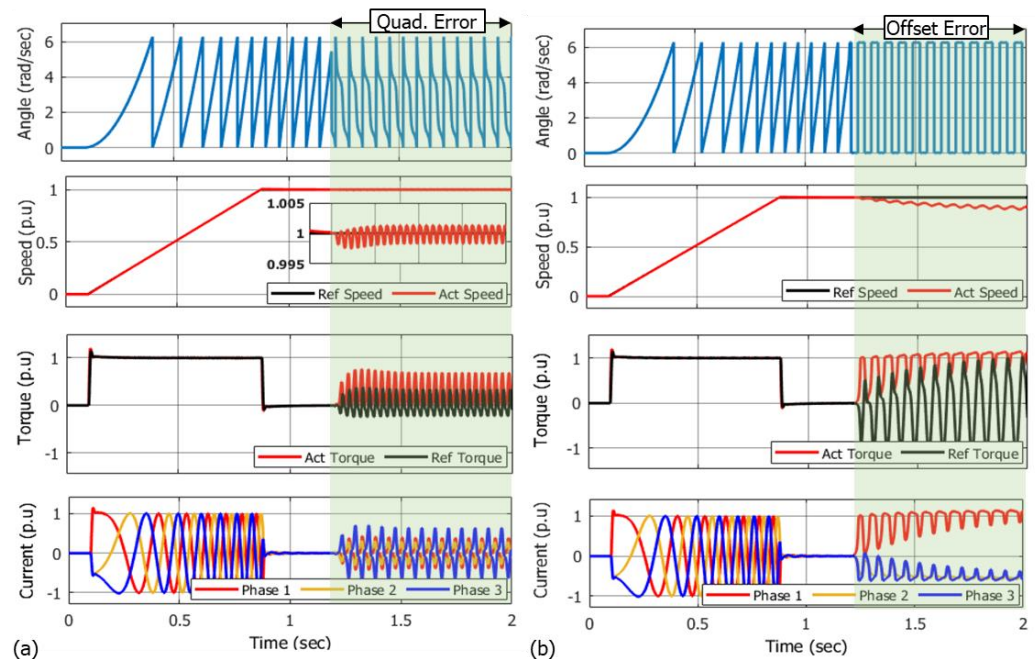 Quad. Error
Angle (rad/sec)
6
4
2
0
Speed (p.u)
1
0.5
0
1.005
1
0.995
Ref Speed Act Speed
Torque (p.u)
1
0
-1
Act Torque Ref Torque
Current (p.u)
1
0
-1
Phase 1 Phase 2 Phase 3
0 0.5 1 1.5 2
Time (sec)
(a)
Offset Error
Angle (rad/sec)
6
4
2
0
Speed (p.u)
1
0.5
0
Ref Speed Act Speed
Torque (p.u)
1
0
-1
Act Torque Ref Torque
Current (p.u)
1
0
-1
Phase 1 Phase 2 Phase 3
0 0.5 1 1.5 2
Time (sec)
(b)